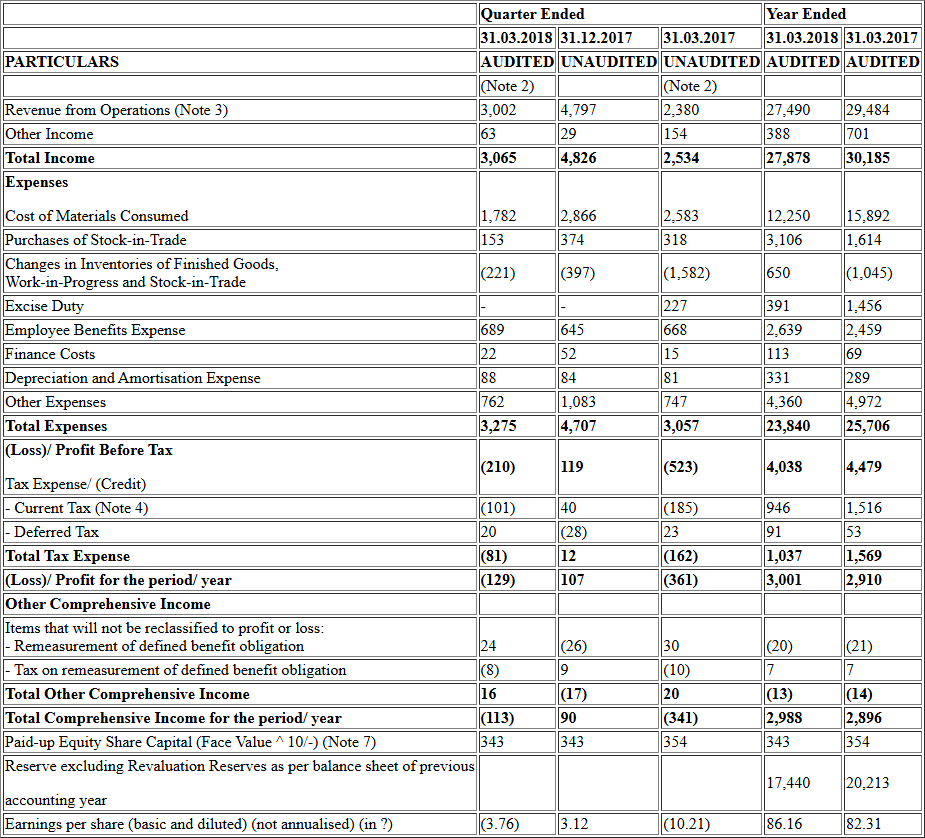 Quarter Ended Year Ended
31.03.2018 31.12.2017 31.03.2017 31.03.2018 31.03.2017
PARTICULARS AUDITED UNAUDITED UNAUDITED AUDITED AUDITED
(Note 2) (Note 2)
Revenue from Operations (Note 3) 3,002 4,797 2,380 27,490 29,484
Other Income 63 29 154 388 701
Total Income 3,065 4,826 2,534 27,878 30,185
Expenses
Cost of Materials Consumed 1,782 2,866 2,583 12,250 15,892
Purchases of Stock-in-Trade 153 374 318 3,106 1,614
Changes in Inventories of Finished Goods,
Work-in-Progress and Stock-in-Trade (221) (397) (1,582) 650 (1,045)
Excise Duty - - 227 391 1,456
Employee Benefits Expense 689 645 668 2,639 2,459
Finance Costs 22 52 15 113 69
Depreciation and Amortisation Expense 88 84 81 331 289
Other Expenses 762 1,083 747 4,360 4,972
Total Expenses 3,275 4,707 3,057 23,840 25,706
(Loss)/ Profit Before Tax (210) 119 (523) 4,038 4,479
Tax Expense/ (Credit)
- Current Tax (Note 4) (101) 40 (185) 946 1,516
- Deferred Tax 20 (28) 23 91 53
Total Tax Expense (81) 12 (162) 1,037 1,569
(Loss)/ Profit for the period/ year (129) 107 (361) 3,001 2,910
Other Comprehensive Income
Items that will not be reclassified to profit or loss:
- Remeasurement of defined benefit obligation 24 (26) 30 (20) (21)
- Tax on remeasurement of defined benefit obligation (8) 9 (10) 7 7
Total Other Comprehensive Income 16 (17) 20 (13) (14)
Total Comprehensive Income for the period/ year (113) 90 (341) 2,988 2,896
Paid-up Equity Share Capital (Face Value ^ 10/-) (Note 7) 343 343 354 343 354
Reserve excluding Revaluation Reserves as per balance sheet of previous
accounting year 17,440 20,213
Earnings per share (basic and diluted) (not annualised) (in ?) (3.76) 3.12 (10.21) 86.16 82.31